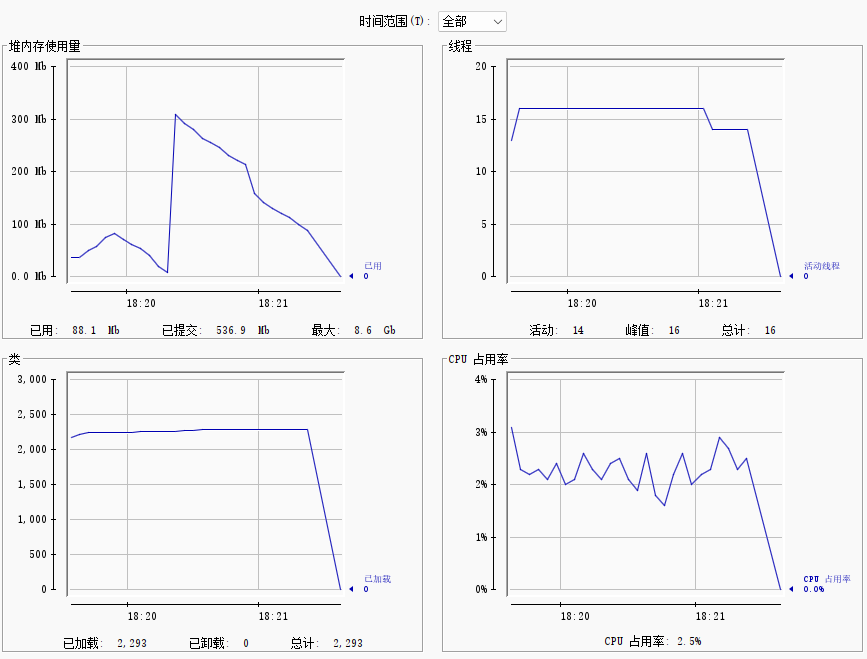 时间范围(T): 全部
堆内存使用量
400 Mb
300 Mb
200 Mb
100 Mb
0.0 Mb
已用
0
18:20 18:21
已用: 88.1 Mb 已提交: 536.9 Mb 最大: 8.6 Gb
线程
20
15
10
5
0
活动线程
0
18:20 18:21
活动: 14 峰值: 16 总计: 16
类
3,000
2,500
2,000
1,500
1,000
500
0
已加载
0
18:20 18:21
已加载: 2,293 已卸载: 0 总计: 2,293
CPU 占用率
4%
3%
2%
1%
0%
CPU 占用率
0.0%
18:20 18:21
CPU 占用率: 2.5%